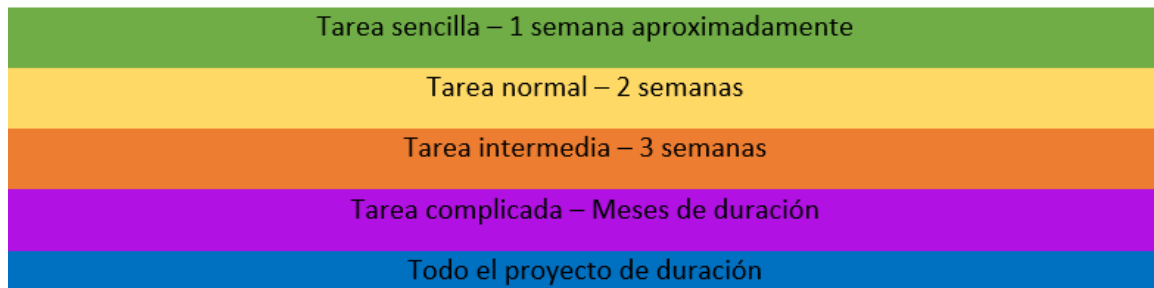 Tarea sencilla – 1 semana aproximadamente
Tarea normal – 2 semanas
Tarea intermedia – 3 semanas
Tarea complicada – Meses de duración
Todo el proyecto de duración